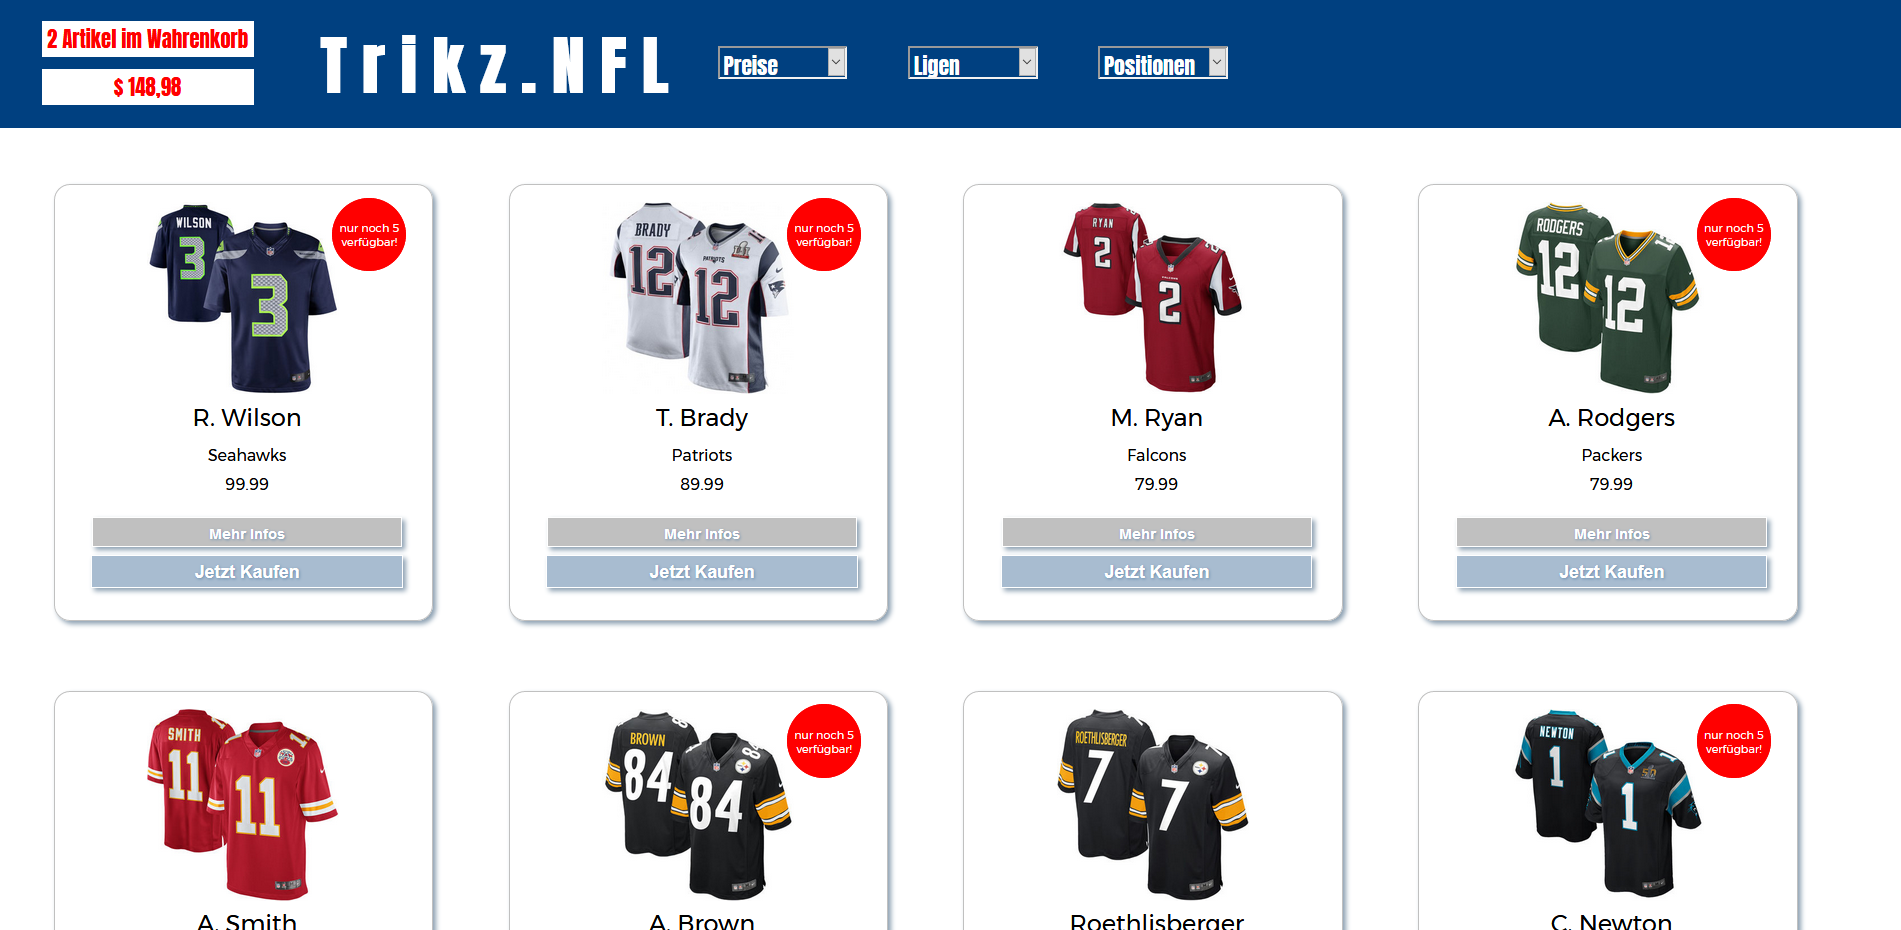 2 Artikel im Wahrenkorb
$ 148,98
Trikz.NFL
Preise
Ligen
Positionen
WILSON
3
3
nur noch 5
verfügbar!
BRADY
12
PATRIOTS
12
nur noch 5
verfügbar!
RYAN
2
2
RODGERS
12
12
nur noch 5
verfügbar!
R. Wilson
T. Brady
M. Ryan
A. Rodgers
Seahawks
Patriots
Falcons
Packers
99.99
89.99
79.99
79.99
Mehr Infos
Mehr Infos
Mehr Infos
Mehr Infos
Jetzt Kaufen
Jetzt Kaufen
Jetzt Kaufen
Jetzt Kaufen
SMITH
11
11
BROWN
84
84
nur noch 5
verfügbar!
ROETHLISBERGER
7
7
NEWTON
1
1
nur noch 5
verfügbar!
A. Smith
A. Brown
Roethlisberger
C. Newton